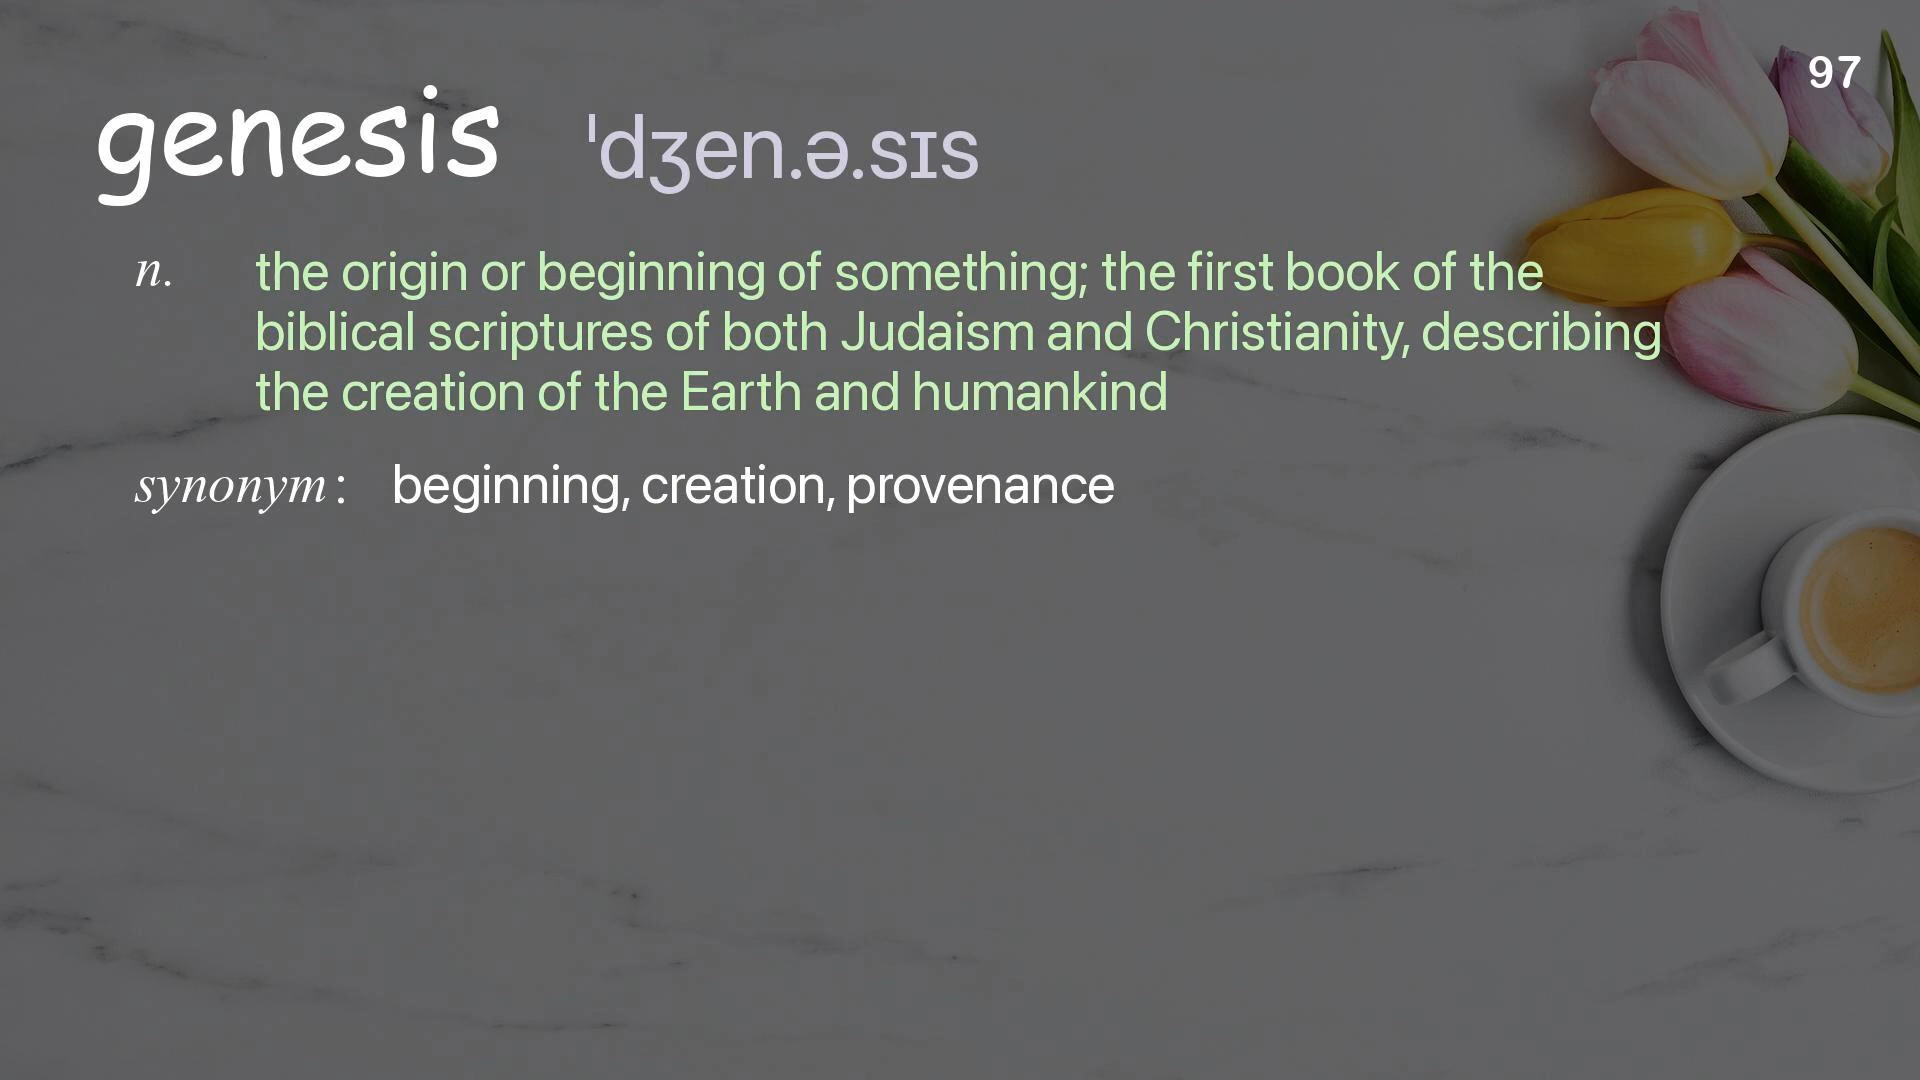 97
genesis ˈdʒen.ə.sɪs
n. the origin or beginning of something; the first book of the
biblical scriptures of both Judaism and Christianity, describing
the creation of the Earth and humankind
synonym : beginning, creation, provenance